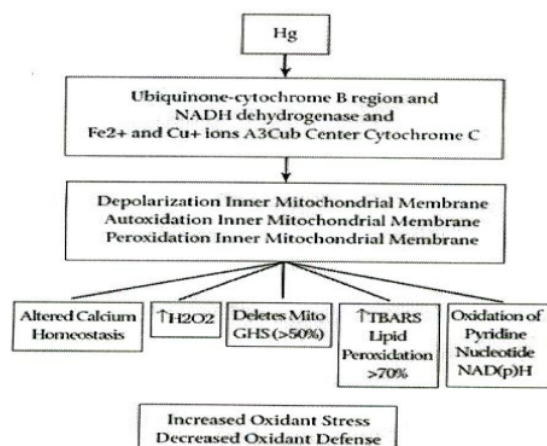 Hg
Ubiquinone-cytochrome B region and
NADH dehydrogenase and
Fe2+ and Cu+ ions A3Cub Center Cytochrome C
Depolarization Inner Mitochondrial Membrane
Autoxidation Inner Mitochondrial Membrane
Peroxidation Inner Mitochondrial Membrane
Altered Calcium
Homeostasis
↑H2O2
Deletes Mito
GHS (>50%)
↑TBARS
Lipid
Peroxidation
>70%
Oxidation of
Pyridine
Nucleotide
NAD(p)H
Increased Oxidant Stress
Decreased Oxidant Defense